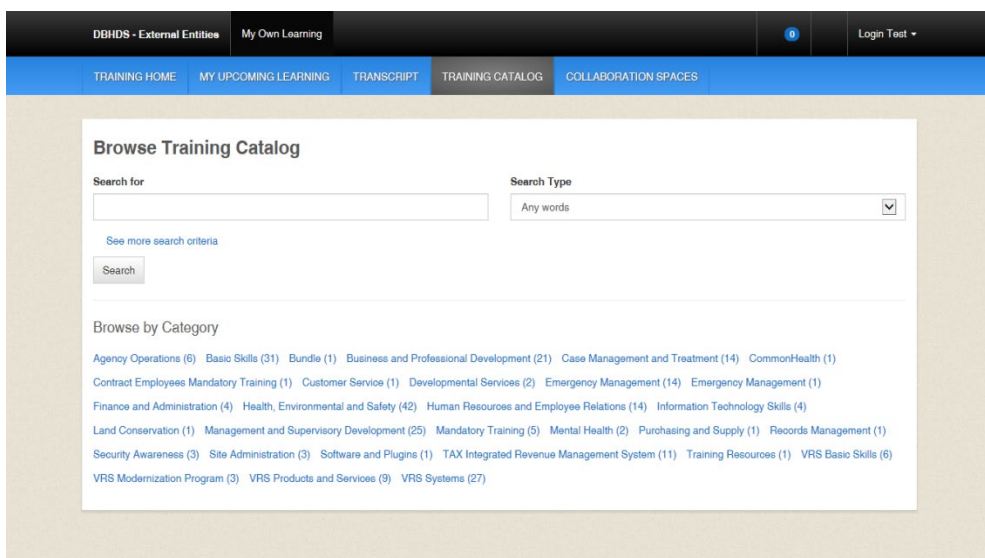 DBHDS - External Entities My Own Learning 0 Login Test
TRAINING HOME MY UPCOMING LEARNING TRANSCRIPT TRAINING CATALOG COLLABORATION SPACES
Browse Training Catalog
Search for Search Type
Any words
See more search criteria
Search
Browse by Category
Agency Operations (6) Basic Skills (31) Bundle (1) Business and Professional Development (21) Case Management and Treatment (14) CommonHealth (1)
Contract Employees Mandatory Training (1) Customer Service (1) Developmental Services (2) Emergency Management (14) Emergency Management (1)
Finance and Administration (4) Health, Environmental and Safety (42) Human Resources and Employee Relations (14) Information Technology Skills (4)
Land Conservation (1) Management and Supervisory Development (25) Mandatory Training (5) Mental Health (2) Purchasing and Supply (1) Records Management (1)
Security Awareness (3) Site Administration (3) Software and Plugins (1) TAX Integrated Revenue Management System (11) Training Resources (1) VRS Basic Skills (6)
VRS Modernization Program (3) VRS Products and Services (9) VRS Systems (27)